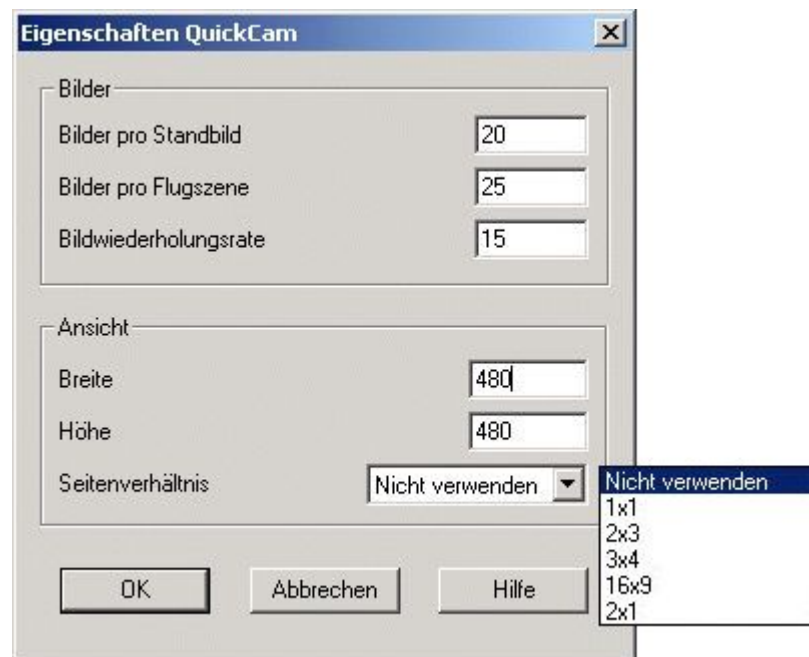 Eigenschaften QuickCam
Bilder
Bilder pro Standbild 20
Bilder pro Flugszene 25
Bildwiederholungsrate 15
Ansicht
Breite 480
Höhe 480
Seitenverhältnis Nicht verwenden
Nicht verwenden
1x1
2x3
3x4
16x9
2x1
OK Abbrechen Hilfe